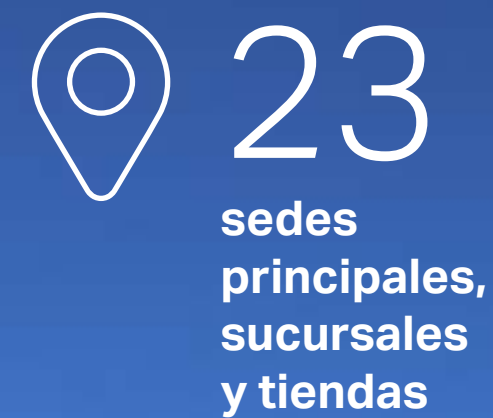 23
sedes
principales,
sucursales
y tiendas